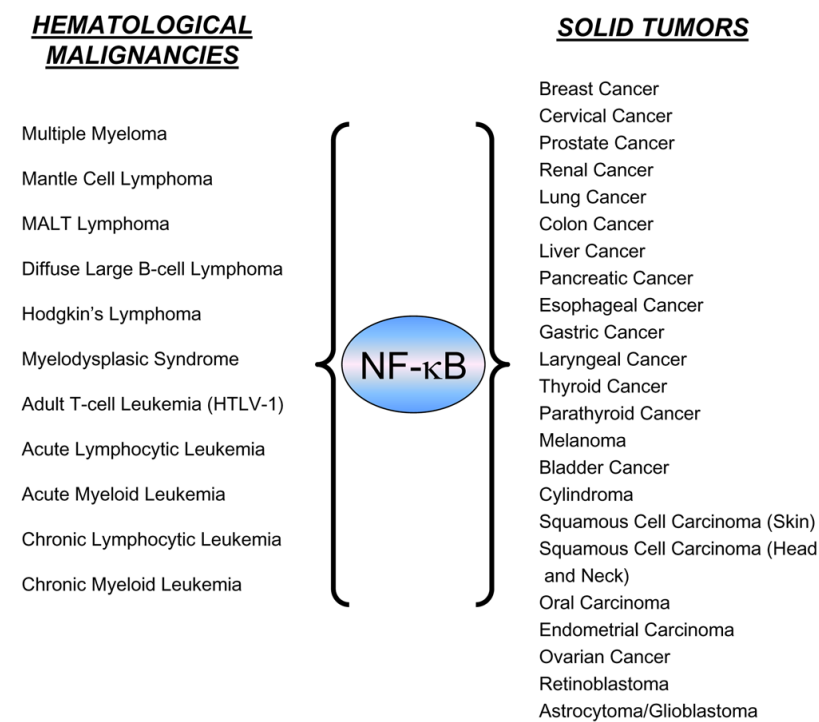 HEMATOLOGICAL
MALIGNANCIES
Multiple Myeloma
Mantle Cell Lymphoma
MALT Lymphoma
Diffuse Large B-cell Lymphoma
Hodgkin’s Lymphoma
Myelodysplasic Syndrome
Adult T-cell Leukemia (HTLV-1)
Acute Lymphocytic Leukemia
Acute Myeloid Leukemia
Chronic Lymphocytic Leukemia
Chronic Myeloid Leukemia
NF-κB
SOLID TUMORS
Breast Cancer
Cervical Cancer
Prostate Cancer
Renal Cancer
Lung Cancer
Colon Cancer
Liver Cancer
Pancreatic Cancer
Esophageal Cancer
Gastric Cancer
Laryngeal Cancer
Thyroid Cancer
Parathyroid Cancer
Melanoma
Bladder Cancer
Cylindroma
Squamous Cell Carcinoma (Skin)
Squamous Cell Carcinoma (Head
and Neck)
Oral Carcinoma
Endometrial Carcinoma
Ovarian Cancer
Retinoblastoma
Astrocytoma/Glioblastoma